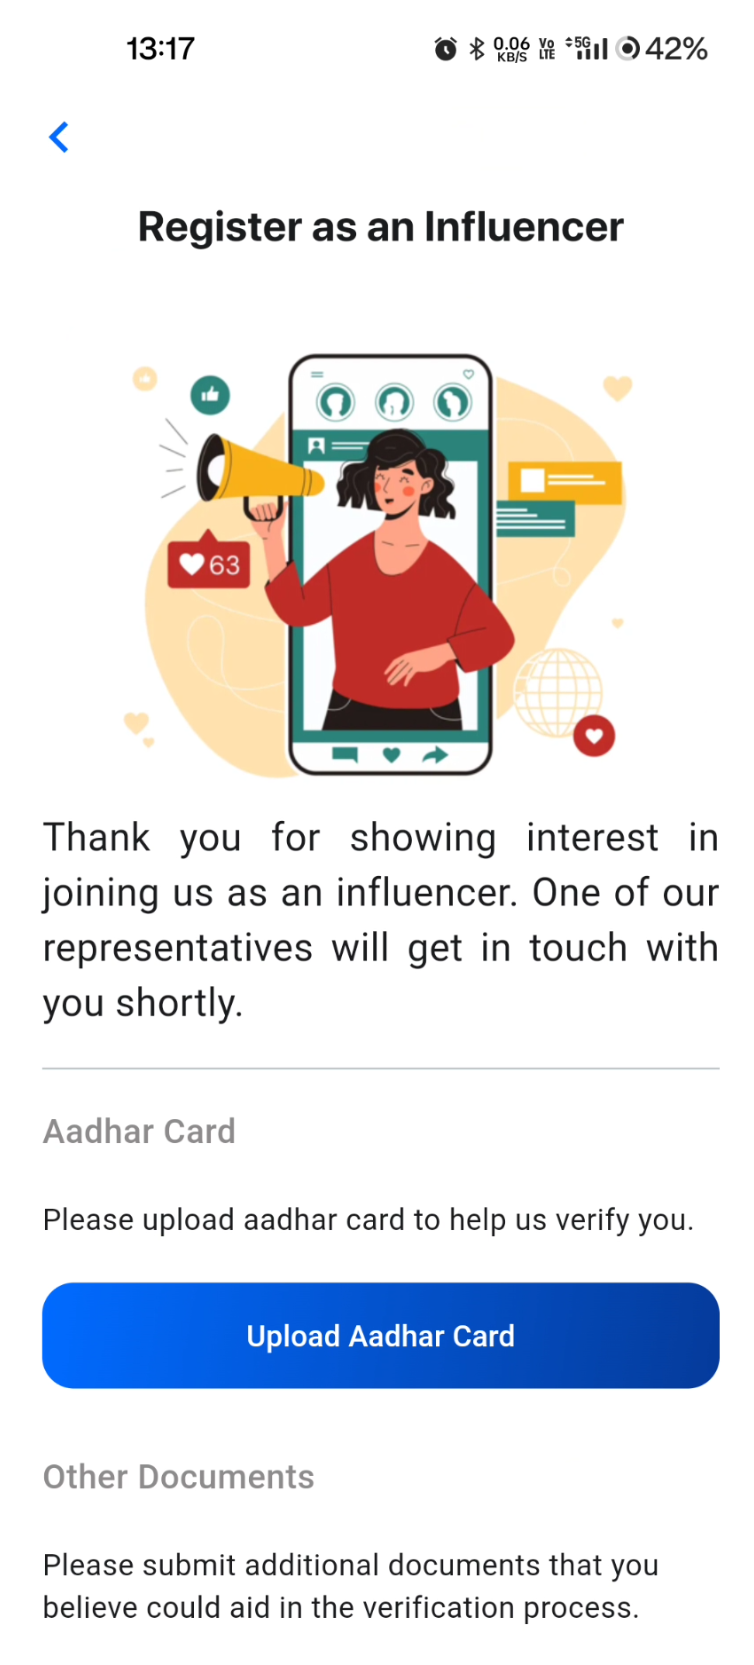 13:17
0.06 KB/S Vo LTE 5G 42%
Register as an Influencer
63
Thank you for showing interest in
joining us as an influencer. One of our
representatives will get in touch with
you shortly.
Aadhar Card
Please upload aadhar card to help us verify you.
Upload Aadhar Card
Other Documents
Please submit additional documents that you
believe could aid in the verification process.